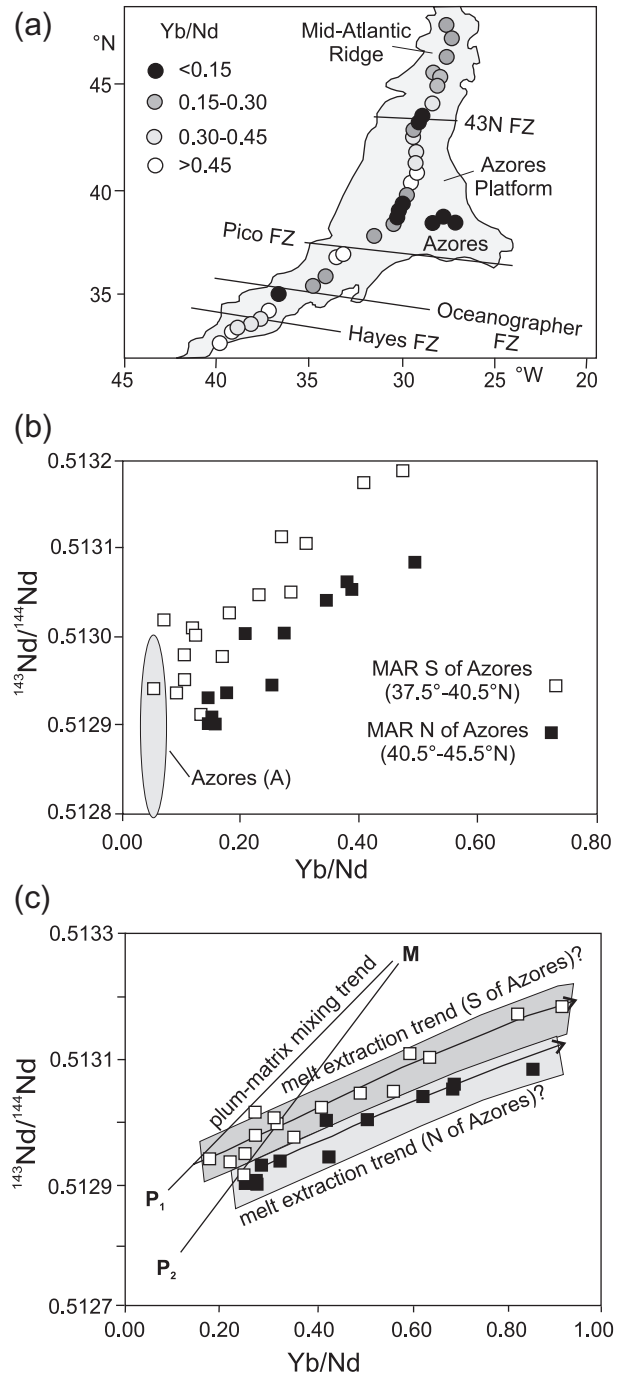 (a)
°N
Yb/Nd
<0.15
0.15-0.30
0.30-0.45
>0.45
Mid-Atlantic
Ridge
43N FZ
Azores
Platform
Azores
Pico FZ
Oceanographer
FZ
Hayes FZ
45
40
35
45
40
35
30
25
20
°W
(b)
0.5132
0.5131
0.5130
0.5129
0.5128
¹⁴³Nd/¹⁴⁴Nd
MAR S of Azores
(37.5°-40.5°N)
MAR N of Azores
(40.5°-45.5°N)
Azores (A)
0.00
0.20
0.40
0.60
0.80
Yb/Nd
(c)
0.5133
0.5131
0.5129
0.5127
¹⁴³Nd/¹⁴⁴Nd
M
plum-matrix mixing trend
melt extraction trend (S of Azores)?
melt extraction trend (N of Azores)?
P₁
P₂
0.00
0.20
0.40
0.60
0.80
1.00
Yb/Nd